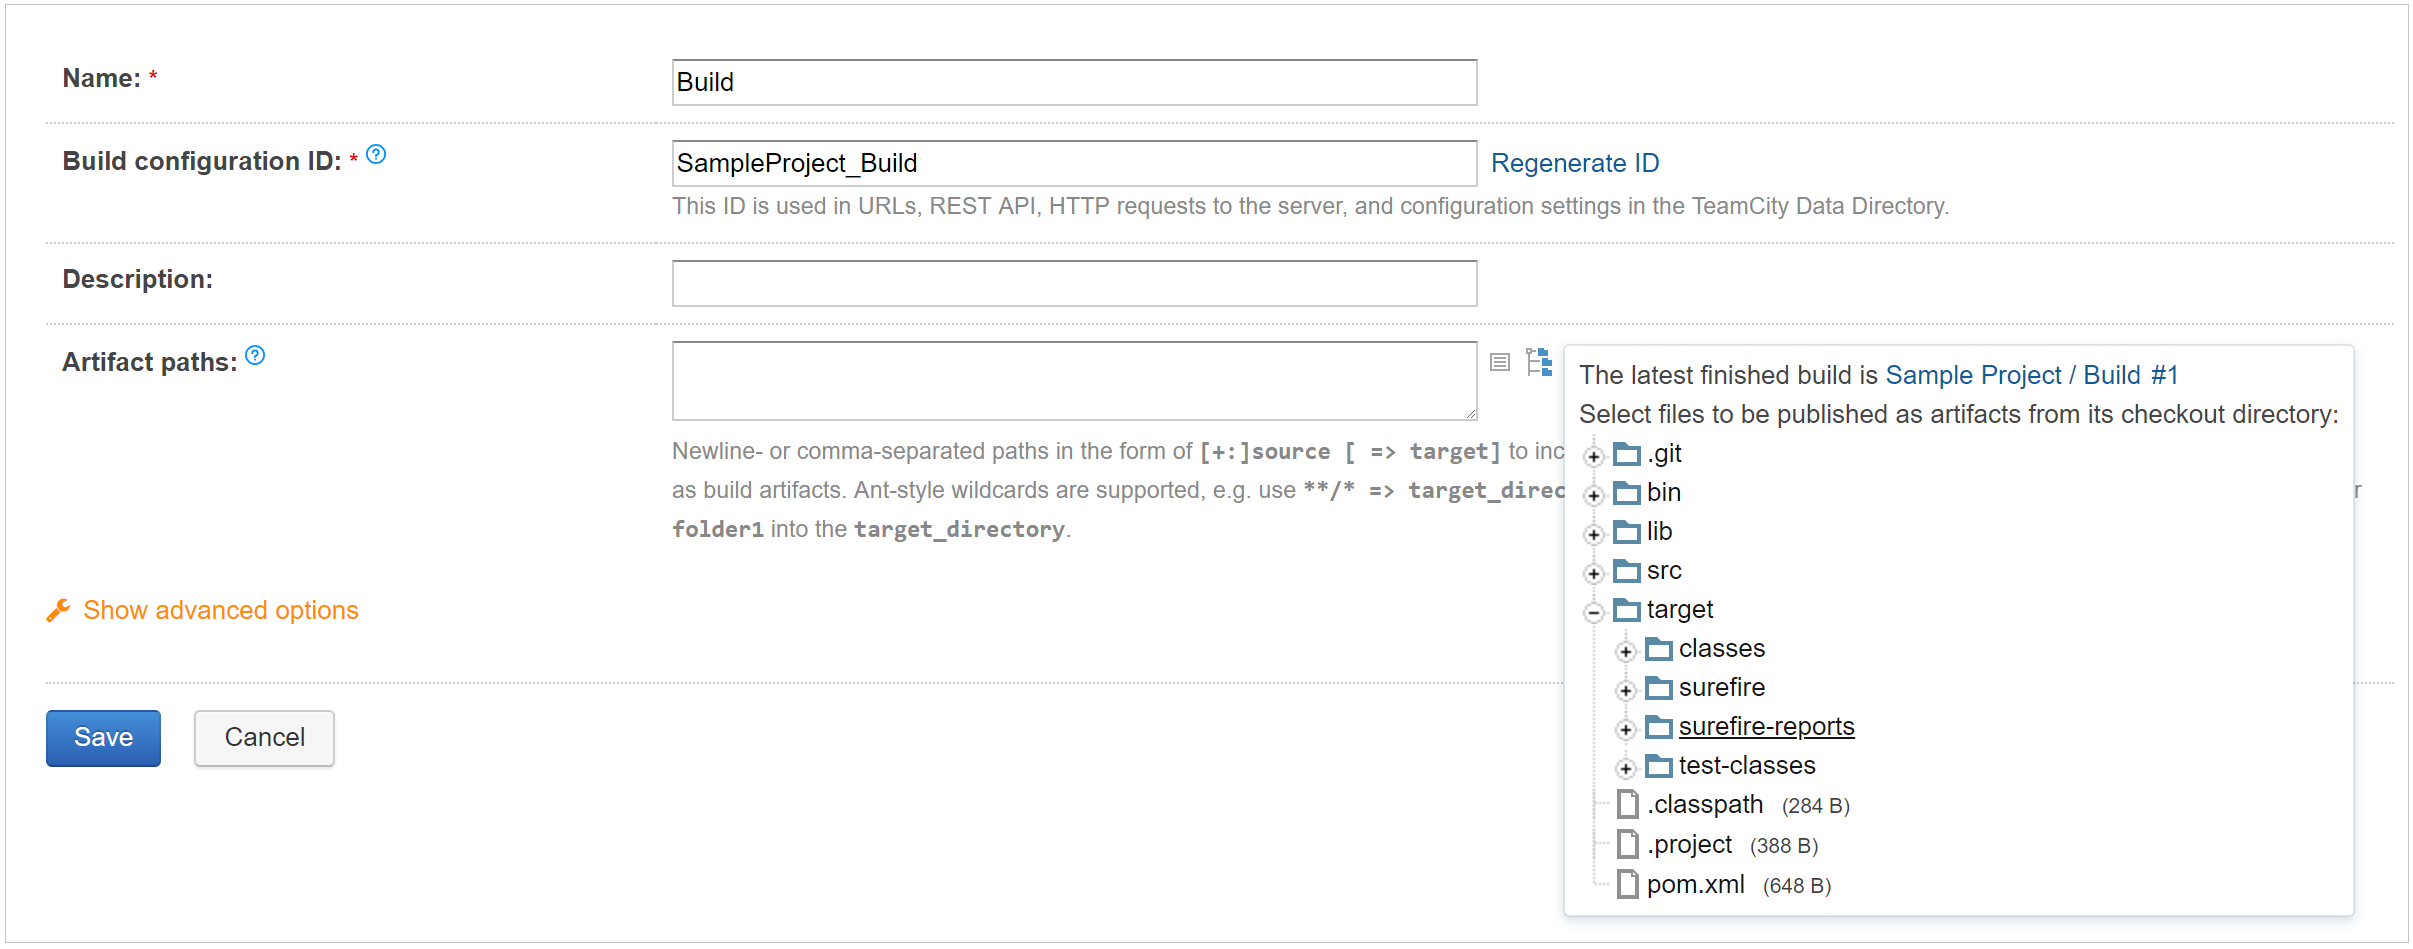 Name: *
Build
Build configuration ID: * ?
SampleProject_Build
Regenerate ID
This ID is used in URLs, REST API, HTTP requests to the server, and configuration settings in the TeamCity Data Directory.
Description:
Artifact paths: ?
Newline- or comma-separated paths in the form of [+:]source [ => target] to inc
as build artifacts. Ant-style wildcards are supported, e.g. use **/* => target_direc
r
folder1 into the target_directory.
The latest finished build is Sample Project / Build #1
Select files to be published as artifacts from its checkout directory:
.git
bin
lib
src
target
classes
surefire
surefire-reports
test-classes
.classpath (284 B)
.project (388 B)
pom.xml (648 B)
Show advanced options
Save
Cancel